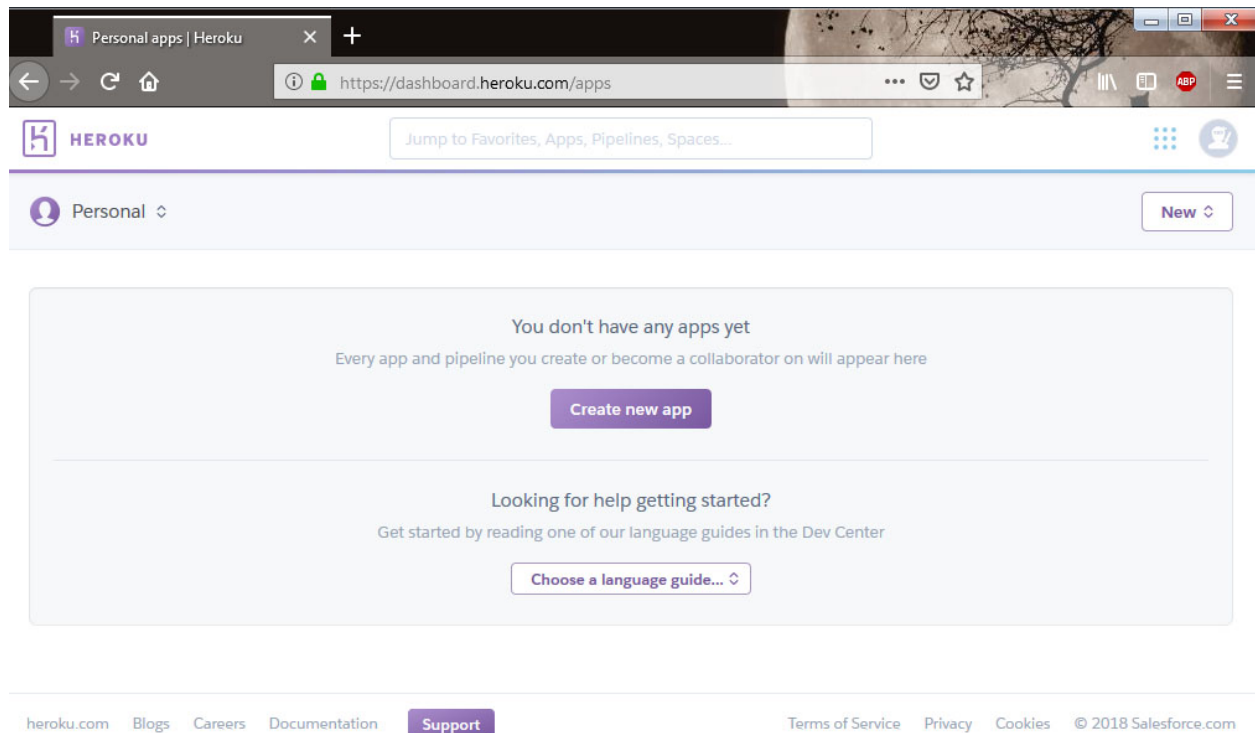 Personal apps | Heroku
https://dashboard.heroku.com/apps
ABP
HEROKU
Jump to Favorites, Apps, Pipelines, Spaces...
Personal
New
You don't have any apps yet
Every app and pipeline you create or become a collaborator on will appear here
Create new app
Looking for help getting started?
Get started by reading one of our language guides in the Dev Center
Choose a language guide...
heroku.com Blogs Careers Documentation Support Terms of Service Privacy Cookies © 2018 Salesforce.com